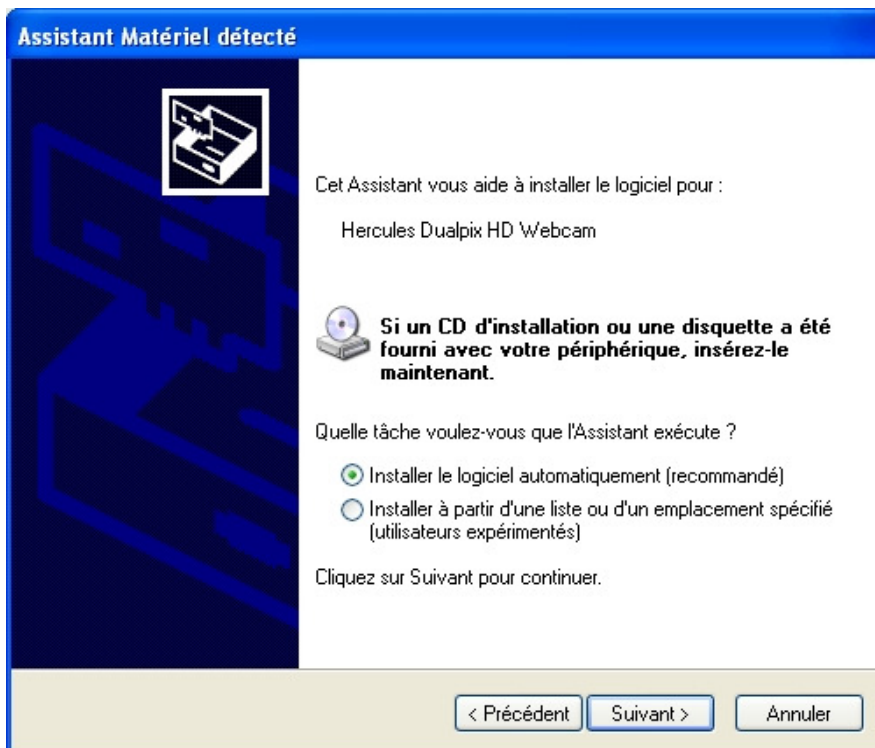 Assistant Matériel détecté
Cet Assistant vous aide à installer le logiciel pour :
Hercules Dualpix HD Webcam
Si un CD d'installation ou une disquette a été
fourni avec votre périphérique, insérez-le
maintenant.
Quelle tâche voulez-vous que l'Assistant exécute ?
Installer le logiciel automatiquement (recommandé)
Installer à partir d'une liste ou d'un emplacement spécifié
(utilisateurs expérimentés)
Cliquez sur Suivant pour continuer.
< Précédent Suivant > Annuler